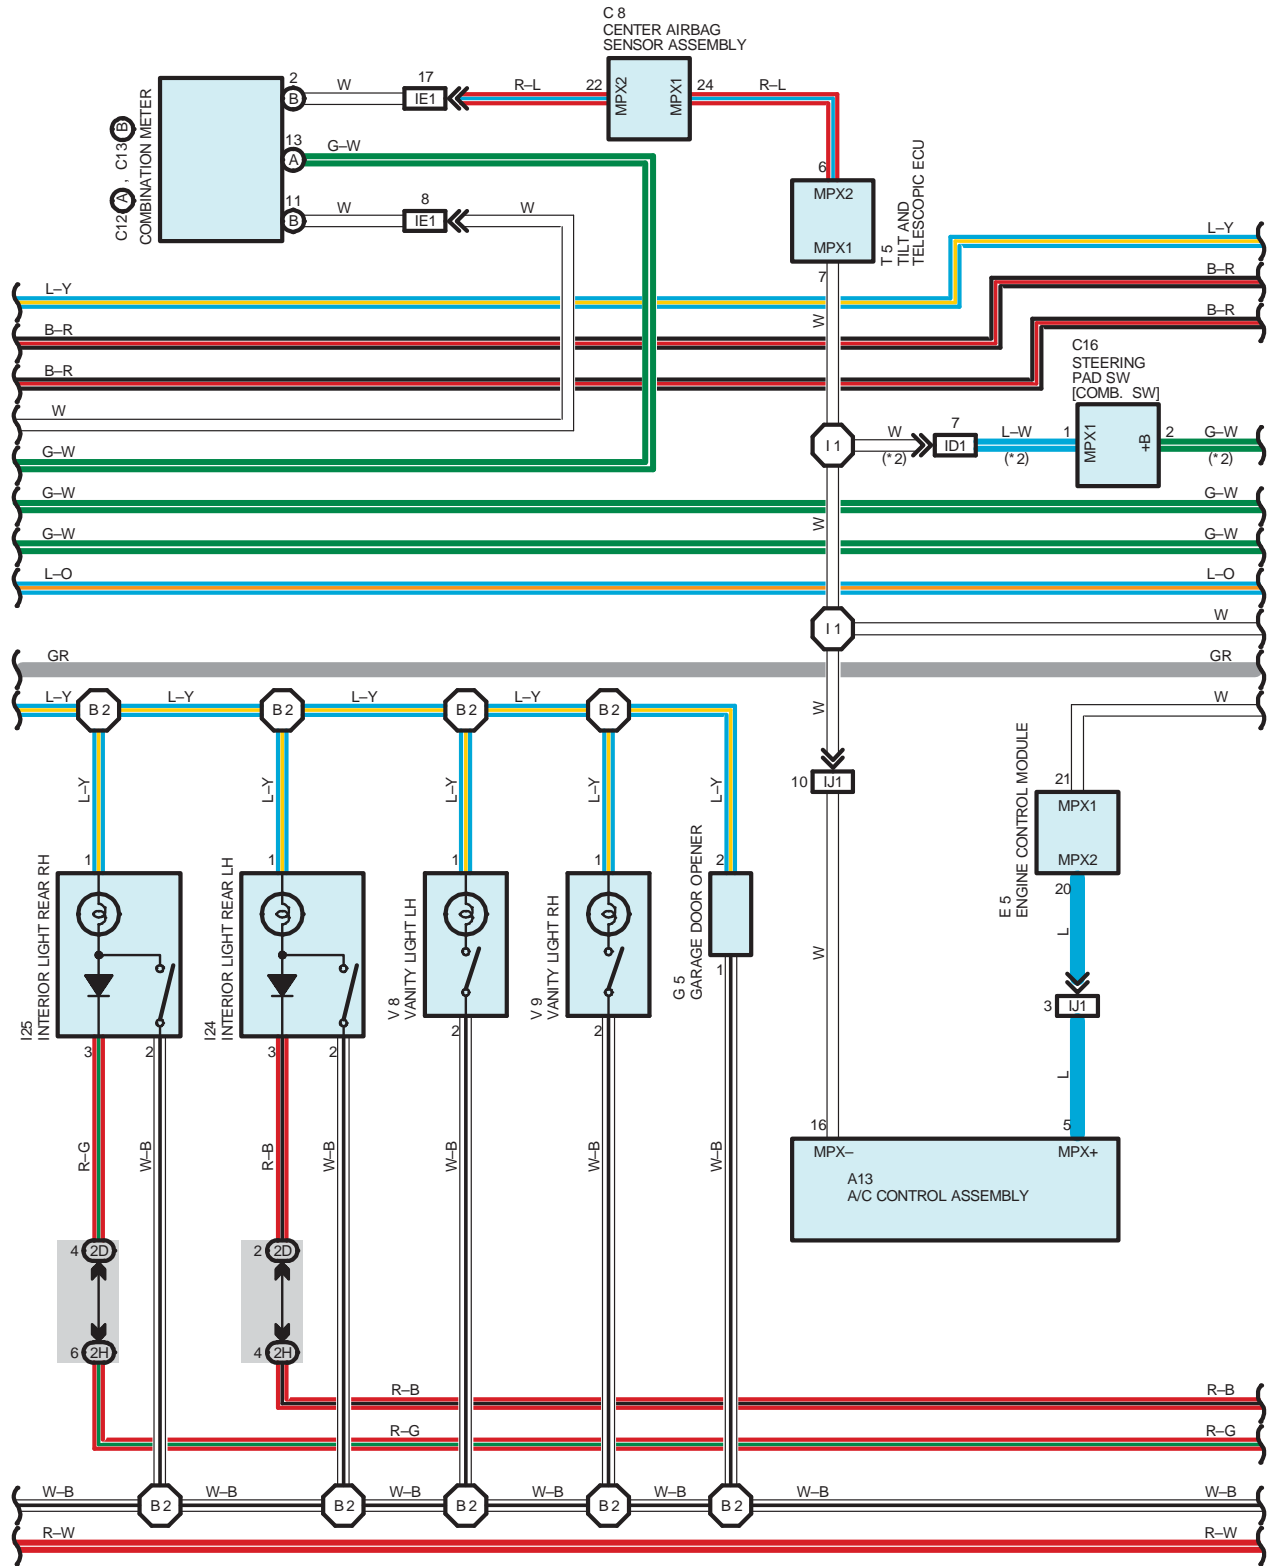 C 8
CENTER AIRBAG
SENSOR ASSEMBLY
C12 A , C13 B
COMBINATION METER
2
B
W
17
IE1
R–L
22
MPX2
MPX1
24
R–L
13
A
G–W
11
B
W
8
IE1
W
6
MPX2
MPX1
7
T 5
TILT AND
TELESCOPIC ECU
W
L–Y
L–Y
B–R
B–R
B–R
B–R
W
C16
STEERING
PAD SW
[COMB. SW]
I 1
W
(*2)
7
ID1
L–W
(*2)
1
MPX1
+B
2
G–W
(*2)
G–W
G–W
G–W
W
G–W
G–W
L–O
L–O
I 1
W
GR
GR
L–Y
B 2
L–Y
B 2
L–Y
B 2
L–Y
B 2
W
W
L–Y
L–Y
L–Y
L–Y
L–Y
10
IJ1
21
MPX1
MPX2
20
E 5
ENGINE CONTROL MODULE
1
1
1
1
2
I25
INTERIOR LIGHT REAR RH
I24
INTERIOR LIGHT REAR LH
V 8
VANITY LIGHT LH
V 9
VANITY LIGHT RH
G 5
GARAGE DOOR OPENER
1
W
L
3
IJ1
L
3
2
3
2
2
2
R–G
W–B
R–B
W–B
W–B
W–B
W–B
16
MPX–
5
MPX+
A13
A/C CONTROL ASSEMBLY
4
2D
2
2D
6
2H
4
2H
R–B
R–B
R–G
R–G
W–B
B 2
W–B
B 2
W–B
B 2
W–B
B 2
W–B
B 2
W–B
W–B
R–W
R–W